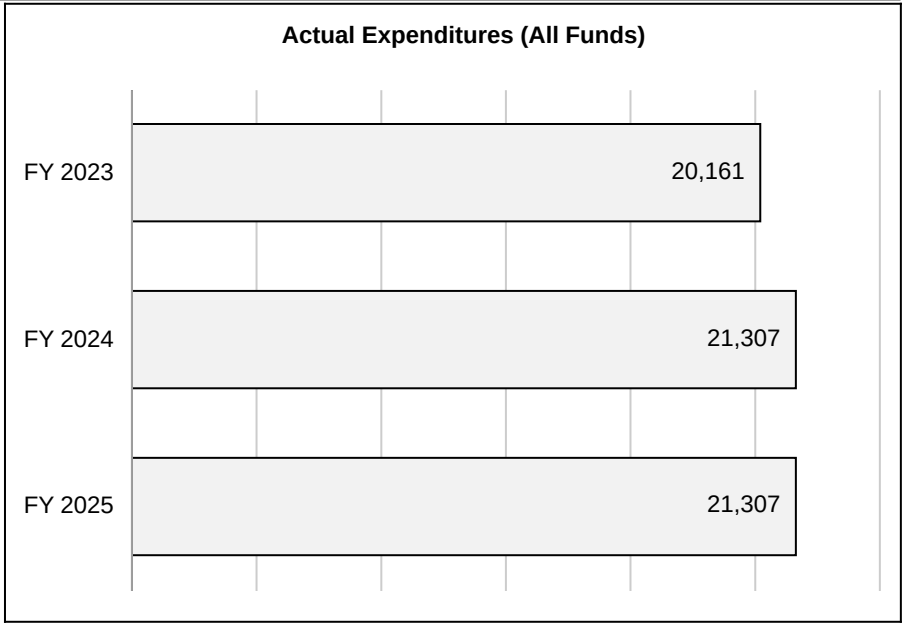 Actual Expenditures (All Funds)
FY 2023
20,161
FY 2024
21,307
FY 2025
21,307